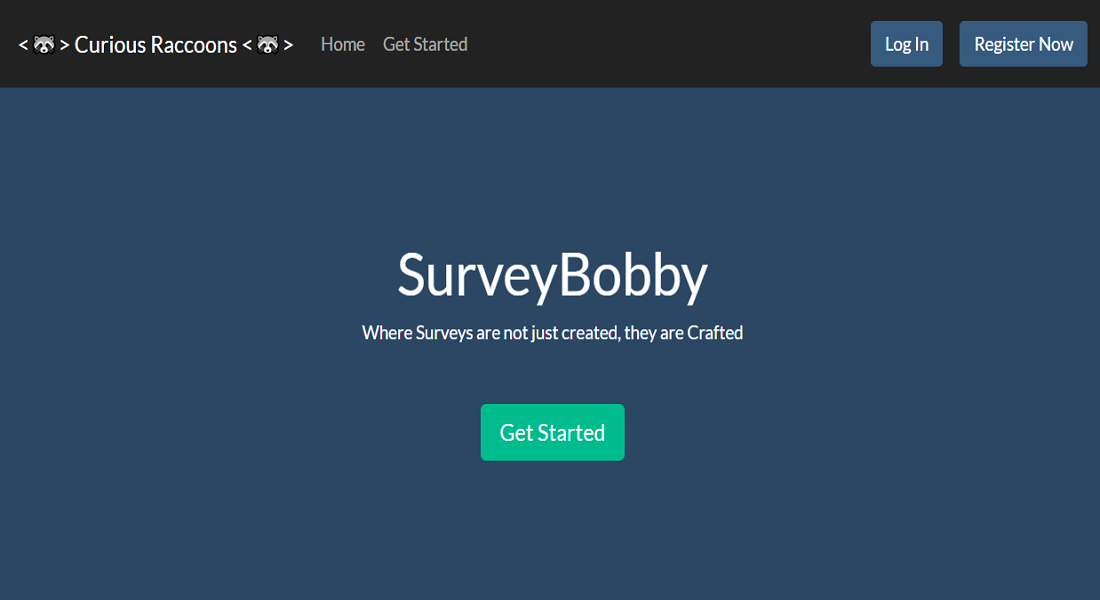 < 🦝 > Curious Raccoons < 🦝 > Home Get Started Log In Register Now
SurveyBobby
Where Surveys are not just created, they are Crafted
Get Started